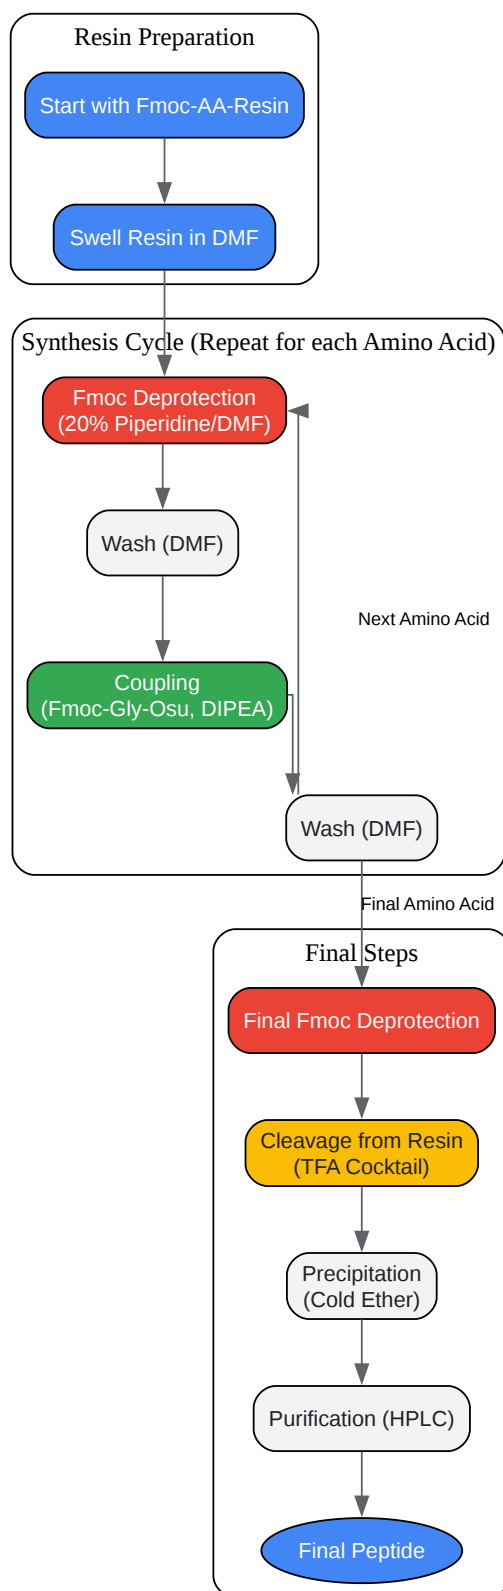 Resin Preparation
Start with Fmoc-AA-Resin
Swell Resin in DMF
Synthesis Cycle (Repeat for each Amino Acid)
Fmoc Deprotection
(20% Piperidine/DMF)
Wash (DMF)
Next Amino Acid
Coupling
(Fmoc-Gly-Osu, DIPEA)
Wash (DMF)
Final Amino Acid
Final Steps
Final Fmoc Deprotection
Cleavage from Resin
(TFA Cocktail)
Precipitation
(Cold Ether)
Purification (HPLC)
Final Peptide